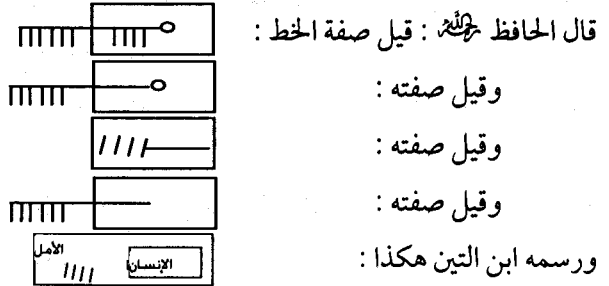 قال الحافظ رحمه الله : قيل صفة الخط :
وقيل صفته :
وقيل صفته :
وقيل صفته :
ورسمه ابن التين هكذا :
الأمل
الإنسان